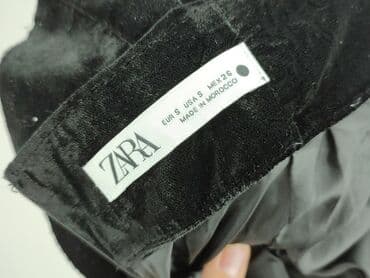 ZARA
EUR S USA S MEX 26
MADE IN MOROCCO